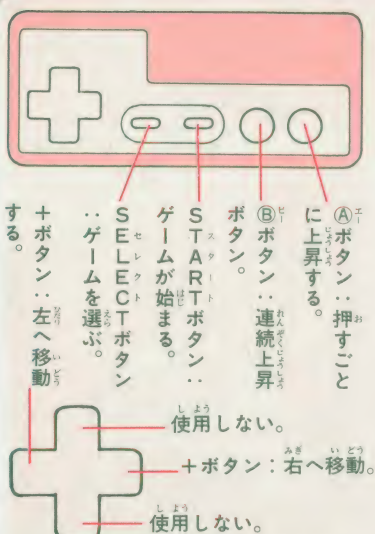 Ⓐボタン：押すごと
に上昇する。
Ⓑボタン：連続上昇
ボタン。
STARTボタン：
ゲームが始まる。
SELECTボタン
：ゲームを選ぶ。
＋ボタン：左へ移動
する。
使用しない。
＋ボタン：右へ移動。
使用しない。